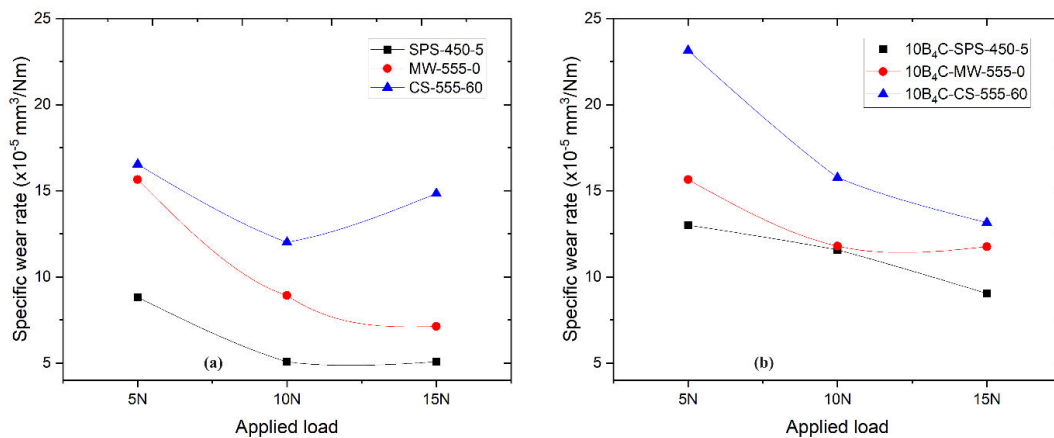 25
20
15
10
5
Specific wear rate (x10⁻⁵ mm³/Nm)
SPS-450-5
MW-555-0
CS-555-60
(a)
5N 10N 15N
Applied load
25
20
15
10
5
Specific wear rate (x10⁻⁵ mm³/Nm)
10B₄C-SPS-450-5
10B₄C-MW-555-0
10B₄C-CS-555-60
(b)
5N 10N 15N
Applied load